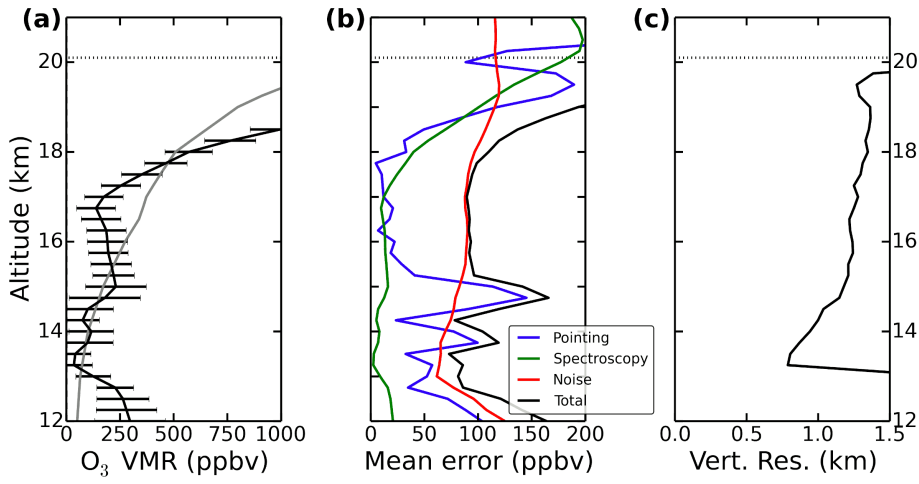 (a)
(b)
(c)
20
18
16
14
12
Altitude (km)
0 250 500 750 1000
O3 VMR (ppbv)
Pointing
Spectroscopy
Noise
Total
0 50 100 150 200
Mean error (ppbv)
20
18
16
14
12
0.0 0.5 1.0 1.5
Vert. Res. (km)